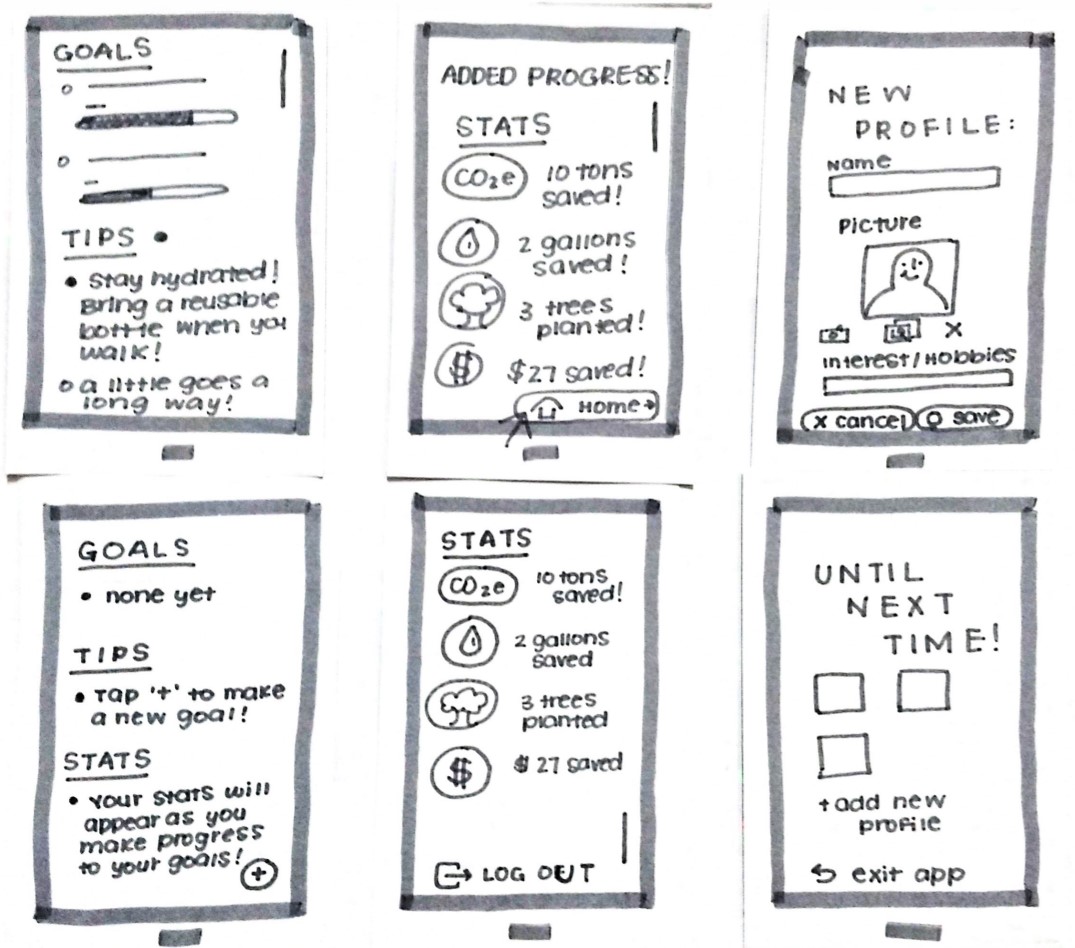 GOALS
TIPS
Stay hydrated!
Bring a reusable
bottle when you
walk!
a little goes a
long way!
ADDED PROGRESS!
STATS
CO₂e 10 tons
saved!
2 gallons
saved!
3 trees
planted!
$ $27 saved!
Home →
NEW
PROFILE:
Name
Picture
X
Interest/Hobbies
X cancel O save
GOALS
• none yet
TIPS
• Tap '+' to make
a new goal!
STATS
• Your stats will
appear as you
make progress
to your goals!
+
STATS
CO₂e 10 tons
saved!
2 gallons
saved
3 trees
planted
$ $27 saved
LOG OUT
UNTIL
NEXT
TIME!
+ add new
profile
exit app